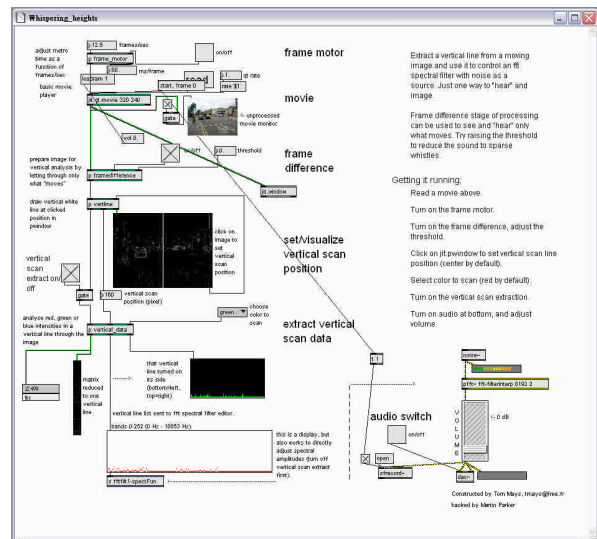 Whispering_heights
adjust metro
time as a
function of
frames/sec
12.5
frames/sec
p frame_motor
on/off
80.
ms/frame
frame motor
basic movie
player
loadram 1
read
start, frame 0
1.
rate $1
jit.qt.movie 320 240
movie
gate
<- unprocessed
movie monitor
vol 0.
prepare image for
vertical analysis by
letting through only
what "moves"
on/off
0.
threshold
p framedifference
frame
difference
jit.window
draw vertical white
line at clicked
position in
pwindow
p vertline
click on
image to
set
vertical
scan
position
set/visualize
vertical scan
position
vertical
scan
extract on/
off
gate
160
vertical scan
position (pixel)
analyse red, green or
blue intensities in a
vertical line through the
image
p vertical_data
green
choose
color to
scan
extract vertical
scan data
fps
matrix
reduced
to one
vertical
line
------->
that vertical
line turned on
its side
(bottom=left,
top=right)
vertical line list sent to fft spectral filter editor.
bands 0-252 (0 Hz - 10853 Hz)
this is a display, but
also works to directly
adjust spectral
amplitudes (turn off
vertical scan extract
first).
Extract a vertical line from a moving
image and use it to control an fft
spectral filter with noise as a
source. Just one way to "hear" and
image.
Frame difference stage of processing
can be used to see and "hear" only
what moves. Try raising the threshold
to reduce the sound to sparse
whistles.
Getting it running:
Read a movie above.
Turn on the frame motor.
Turn on the frame difference, adjust the
threshold.
Click on jit.pwindow to set vertical scan line
position (center by default).
Select color to scan (red by default).
Turn on the vertical scan extraction.
Turn on audio at bottom, and adjust
volume.
t 1
noise~
pfft~ fft-filterinterp 8192 2
audio switch
on/off
VOLUME
<- 0 dB
open
sfrecord~
dac~
Constructed by Tom Mays, tmays@free.fr
hacked by Martin Parker